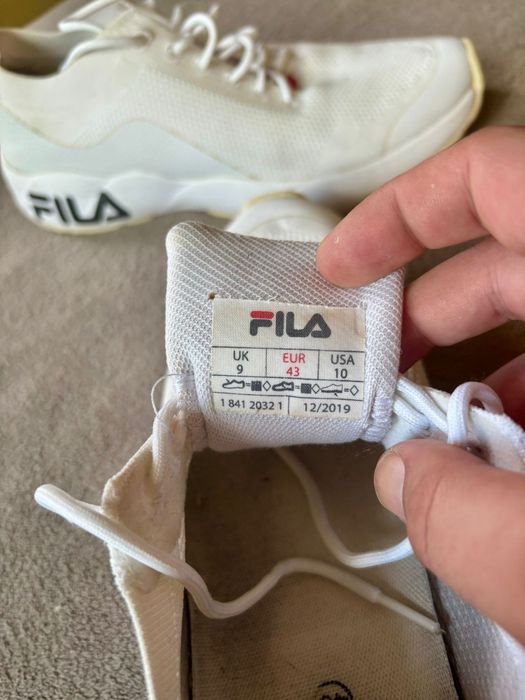 FILA
FILA
UK EUR USA
9 43 10
1 841 2032 1 12/2019